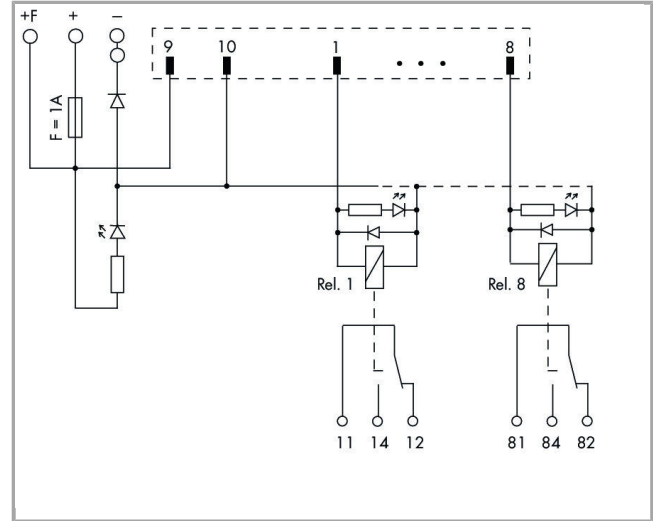 +F + –
9 10 1 • • • 8
F = 1A
Rel. 1 Rel. 8
11 14 12 81 84 82